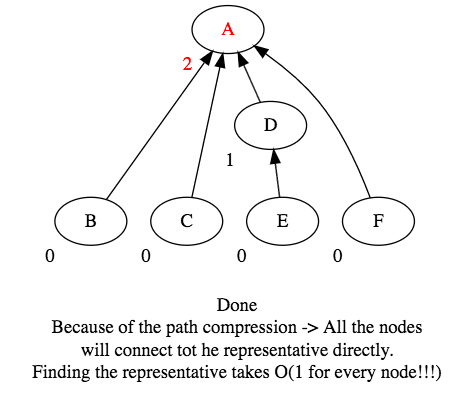 A
2
D
1
B
C
E
F
0
0
0
0
Done
Because of the path compression -> All the nodes
will connect tot he representative directly.
Finding the representative takes O(1 for every node!!!)